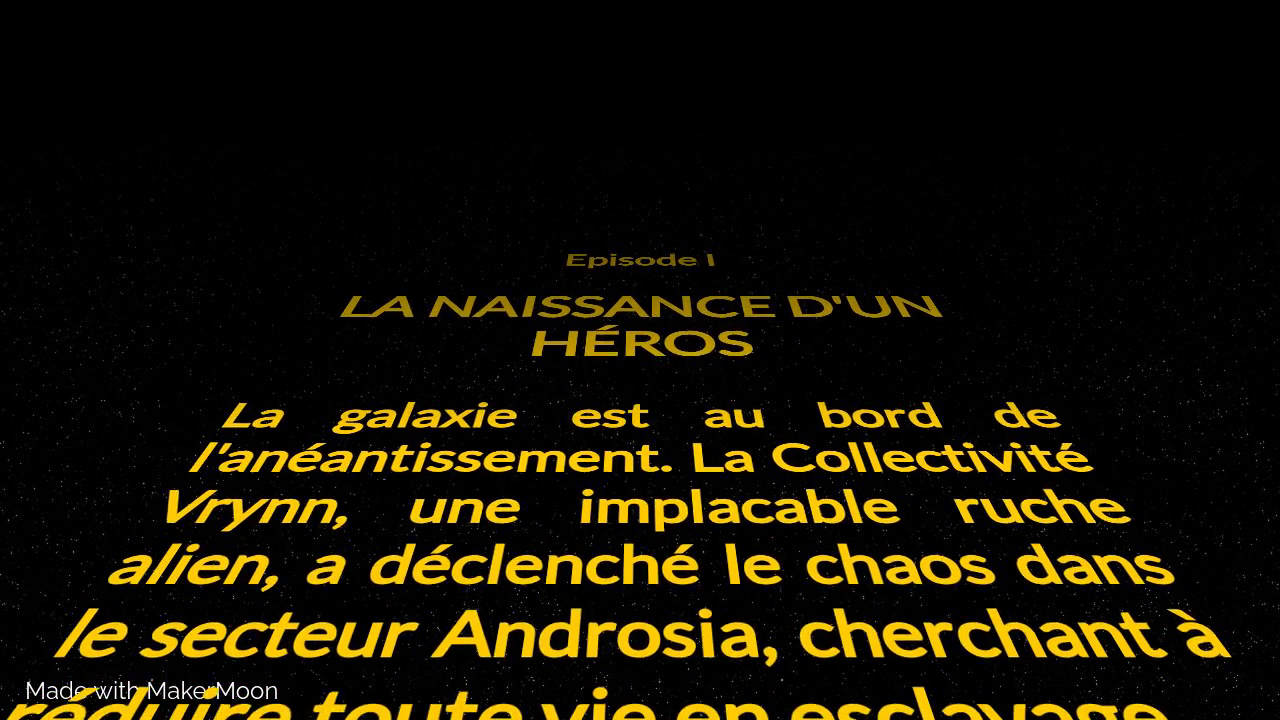 Episode I
LA NAISSANCE D'UN
HÉROS
La galaxie est au bord de
l'anéantissement. La Collectivité
Vrynn, une implacable ruche
alien, a déclenché le chaos dans
le secteur Androsia, cherchant à
réduire toute vie en esclavage
Made with Make Moon